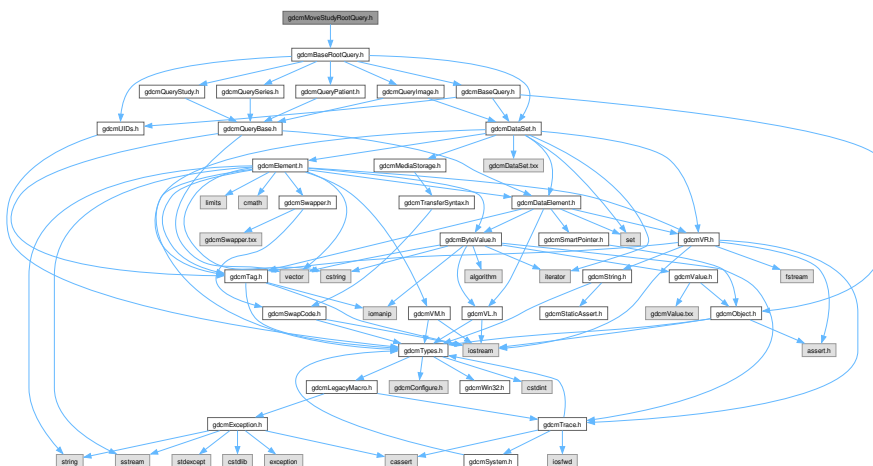 gdcmMoveStudyRootQuery.h
gdcmBaseRootQuery.h
gdcmQueryStudy.h gdcmQuerySeries.h gdcmQueryPatient.h gdcmQueryImage.h gdcmBaseQuery.h
gdcmUIDs.h gdcmQueryBase.h gdcmDataSet.h
gdcmElement.h gdcmMediaStorage.h gdcmDataSet.txx
limits cmath gdcmSwapper.h gdcmTransferSyntax.h gdcmDataElement.h
gdcmSwapper.txx gdcmByteValue.h gdcmSmartPointer.h set gdcmVR.h
gdcmTag.h vector cstring algorithm iterator gdcmString.h gdcmValue.h fstream
gdcmSwapCode.h iomanip gdcmVM.h gdcmVL.h gdcmStaticAssert.h gdcmValue.txx gdcmObject.h
gdcmTypes.h iostream assert.h
gdcmLegacyMacro.h gdcmConfigure.h gdcmWin32.h cstdint
gdcmException.h gdcmTrace.h
string sstream stdexcept cstdlib exception cassert gdcmSystem.h iosfwd